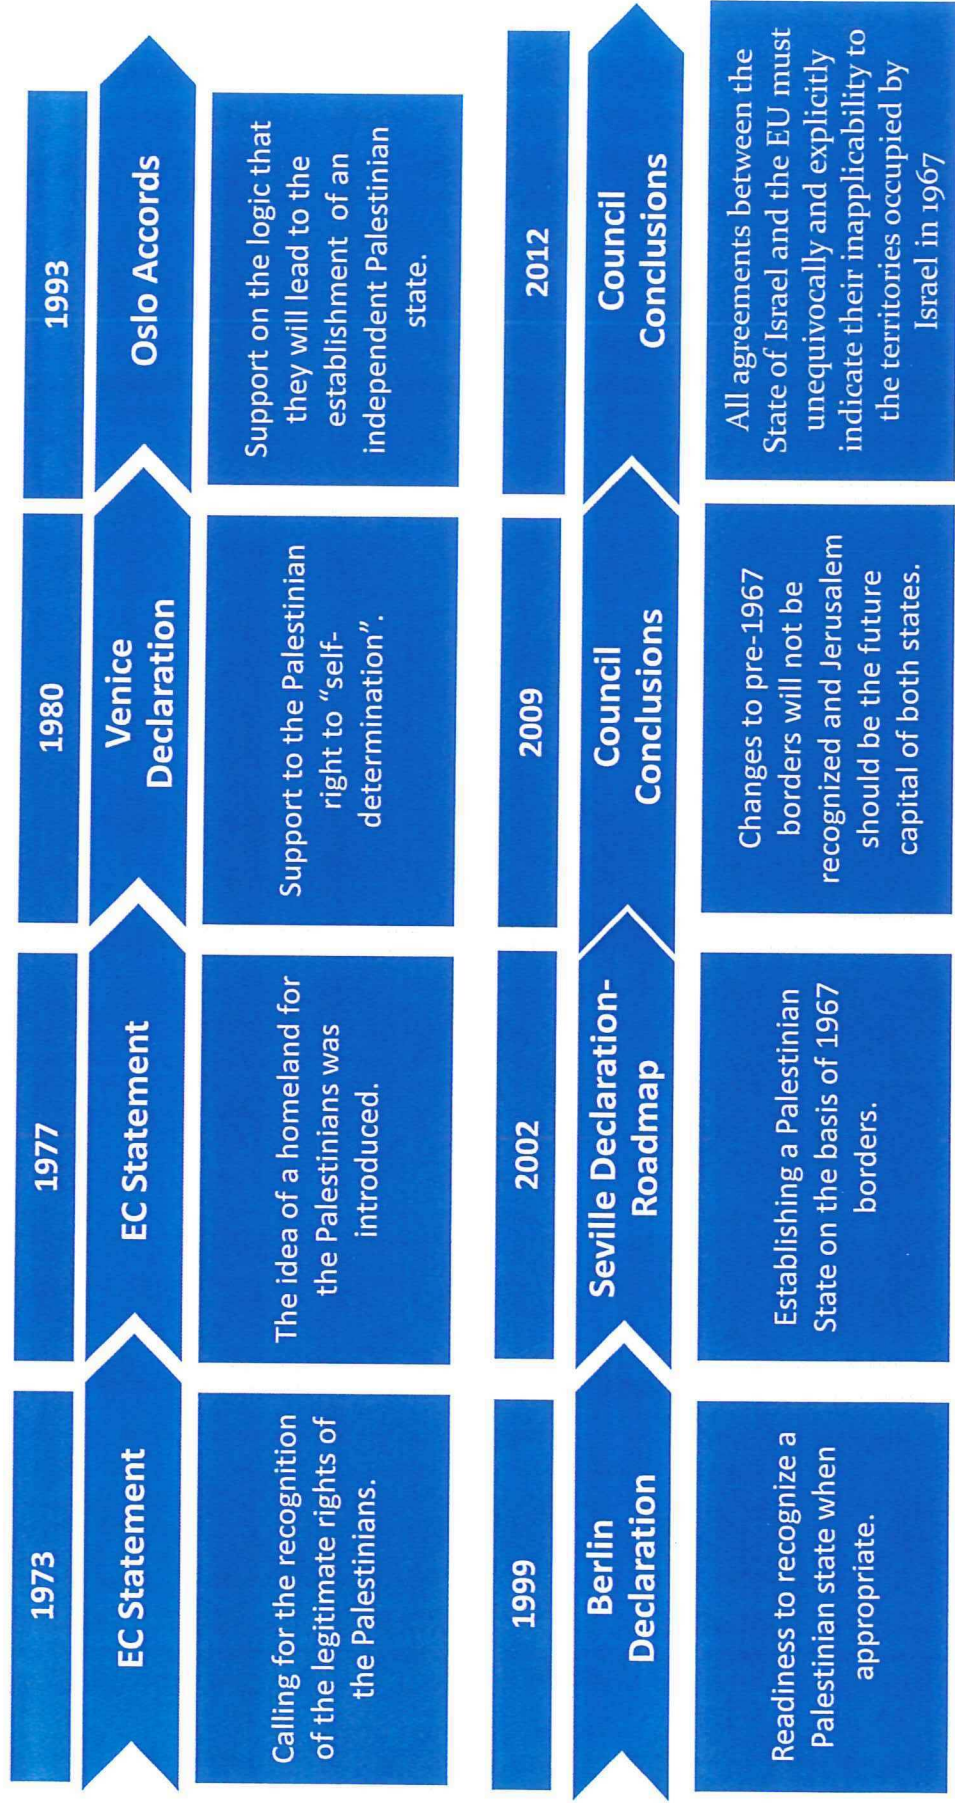 1973
EC Statement
Calling for the recognition
of the legitimate rights of
the Palestinians.
1977
EC Statement
The idea of a homeland for
the Palestinians was
introduced.
1980
Venice
Declaration
Support to the Palestinian
right to “self-
determination”.
1993
Oslo Accords
Support on the logic that
they will lead to the
establishment of an
independent Palestinian
state.
1999
Berlin
Declaration
Readiness to recognize a
Palestinian state when
appropriate.
2002
Seville Declaration-
Roadmap
Establishing a Palestinian
State on the basis of 1967
borders.
2009
Council
Conclusions
Changes to pre-1967
borders will not be
recognized and Jerusalem
should be the future
capital of both states.
2012
Council
Conclusions
All agreements between the
State of Israel and the EU must
unequivocally and explicitly
indicate their inapplicability to
the territories occupied by
Israel in 1967